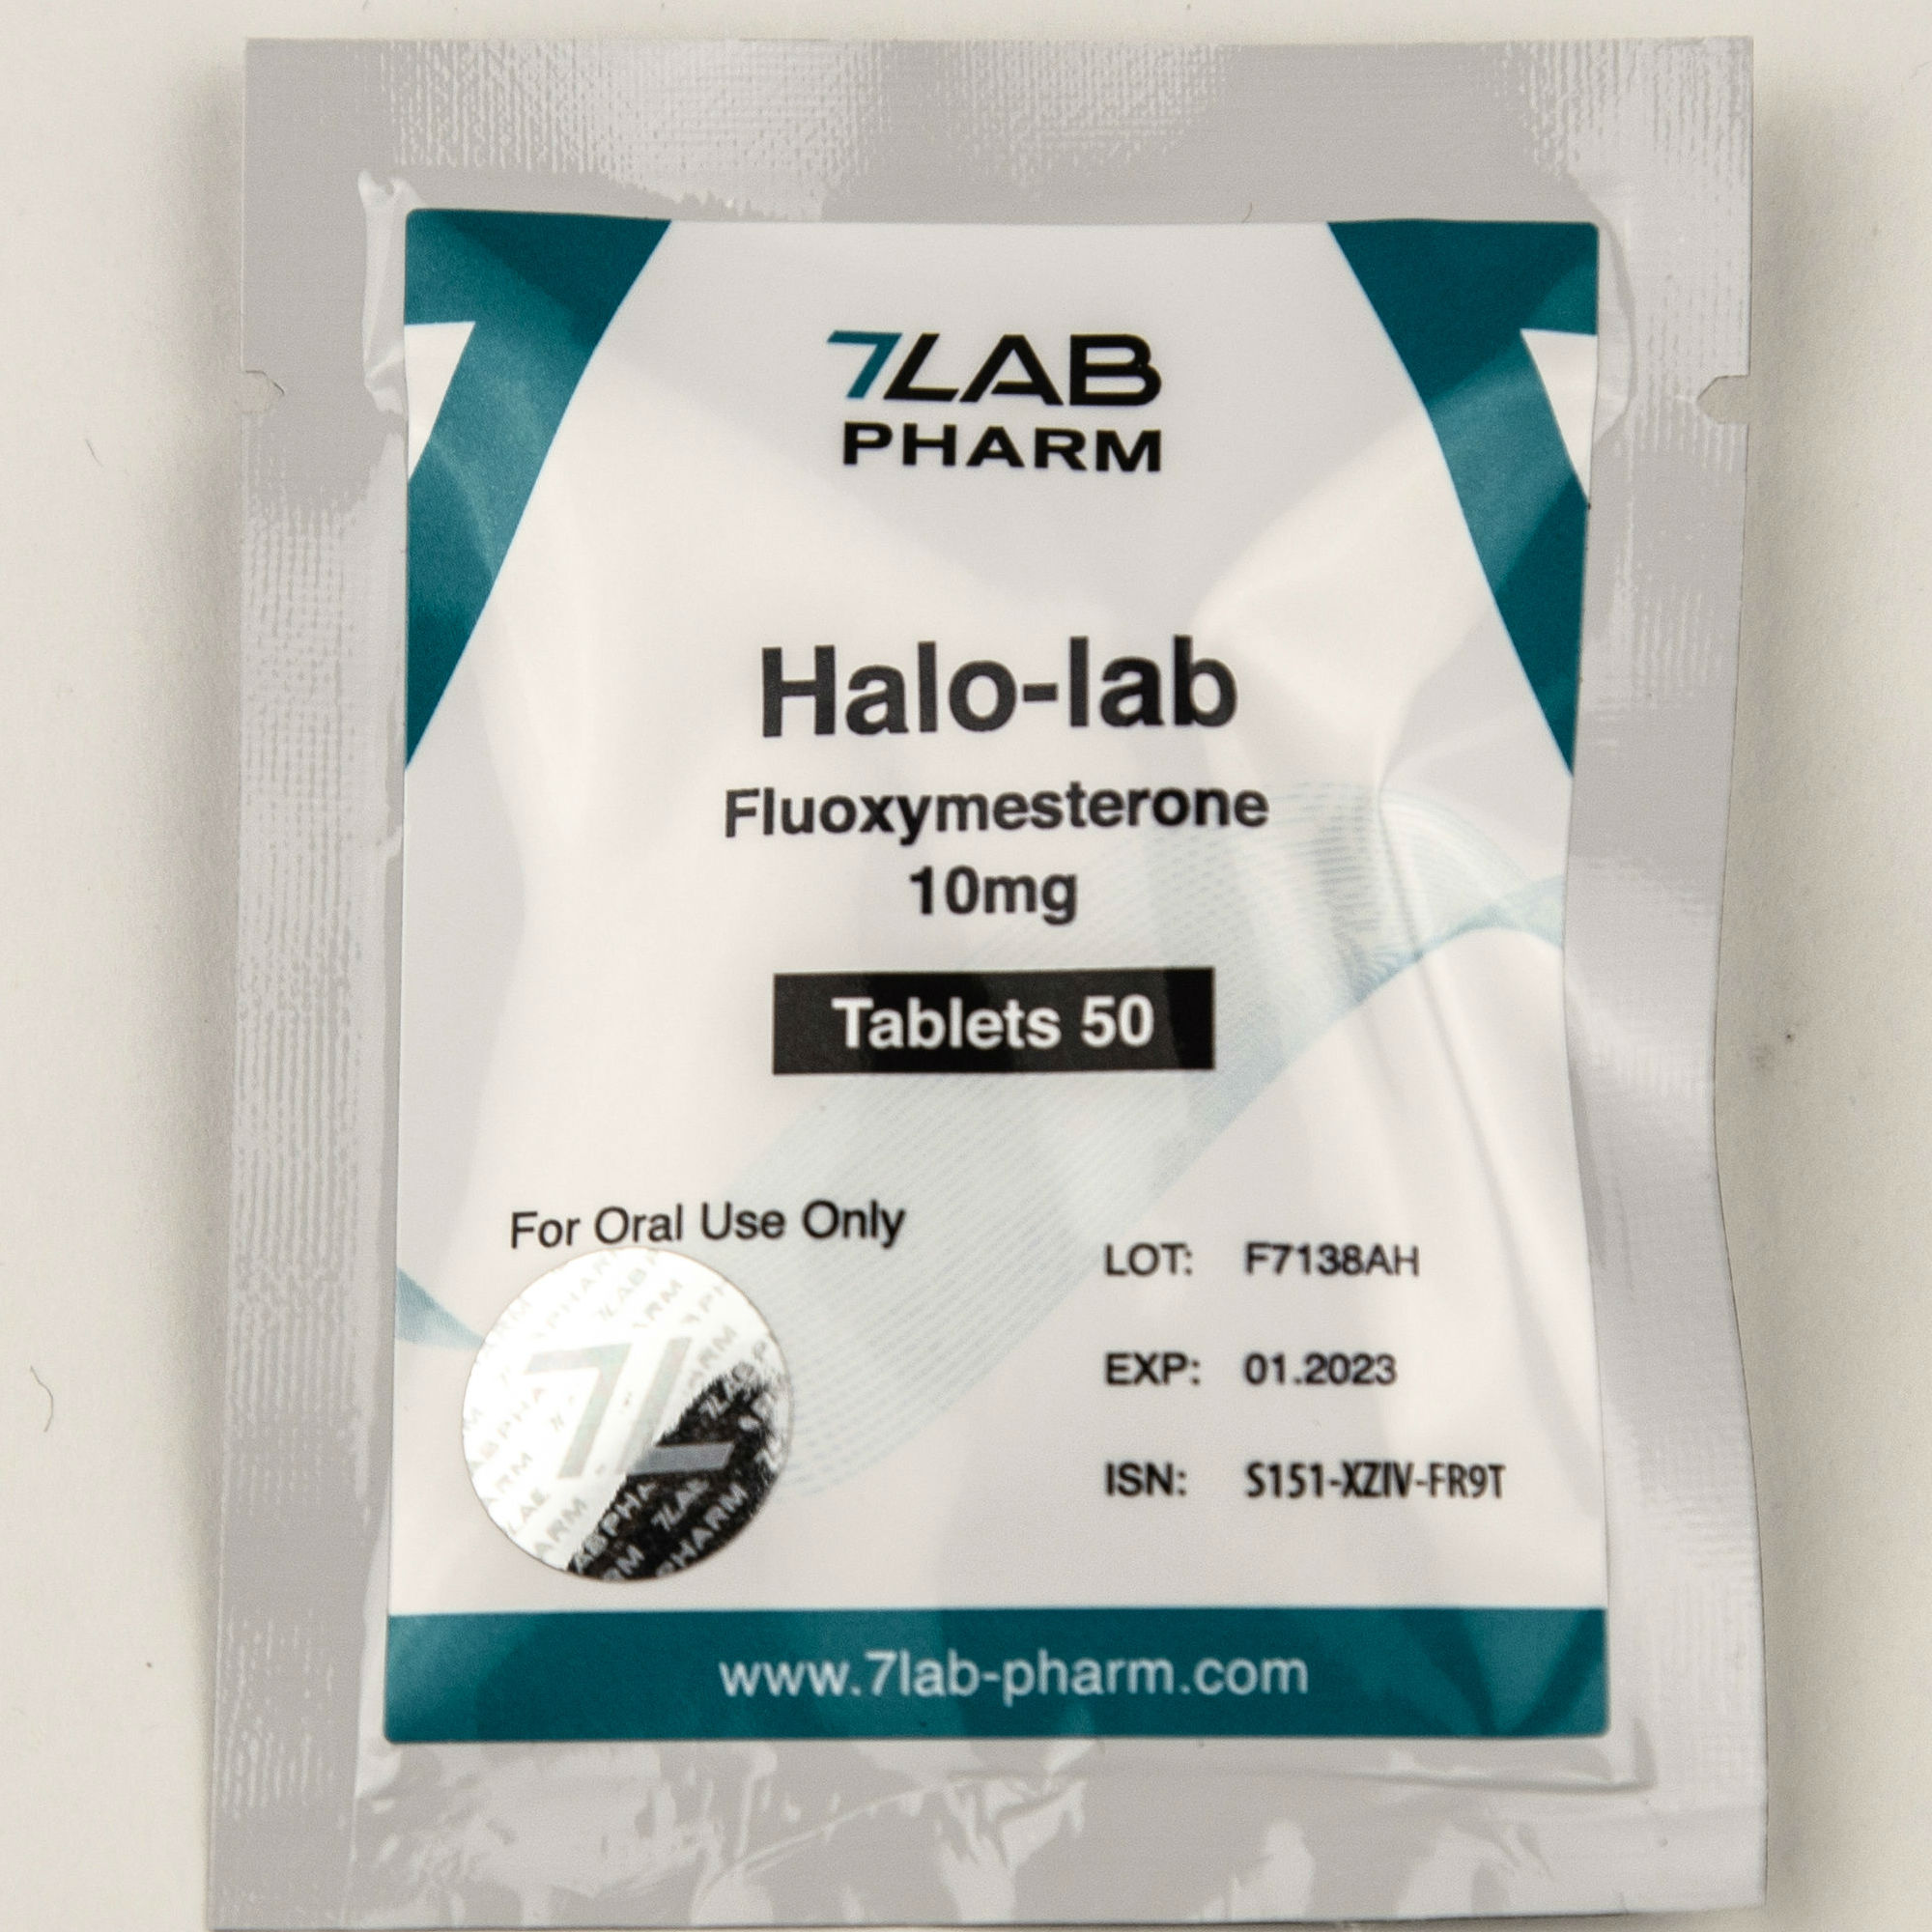 7LAB
PHARM
Halo-lab
Fluoxymesterone
10mg
Tablets 50
For Oral Use Only
LOT: F7138AH
EXP: 01.2023
ISN: S151-XZIV-FR9T
7L
www.7lab-pharm.com